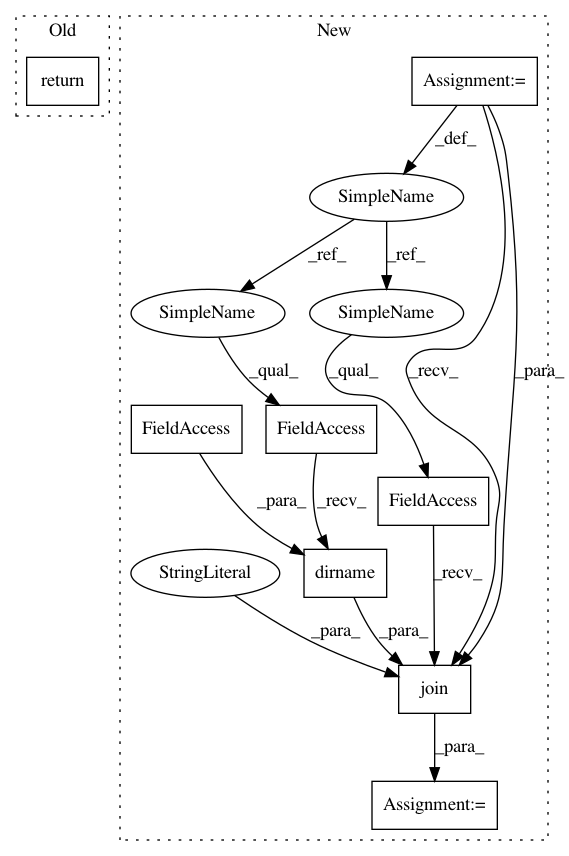 Old
New
return
Assignment:=
_def_
SimpleName
_ref_
_ref_
SimpleName
SimpleName
_qual_
_qual_
_recv_
_para_
FieldAccess
FieldAccess
FieldAccess
_para_
_recv_
StringLiteral
dirname
_recv_
_para_
_para_
join
_para_
Assignment:=